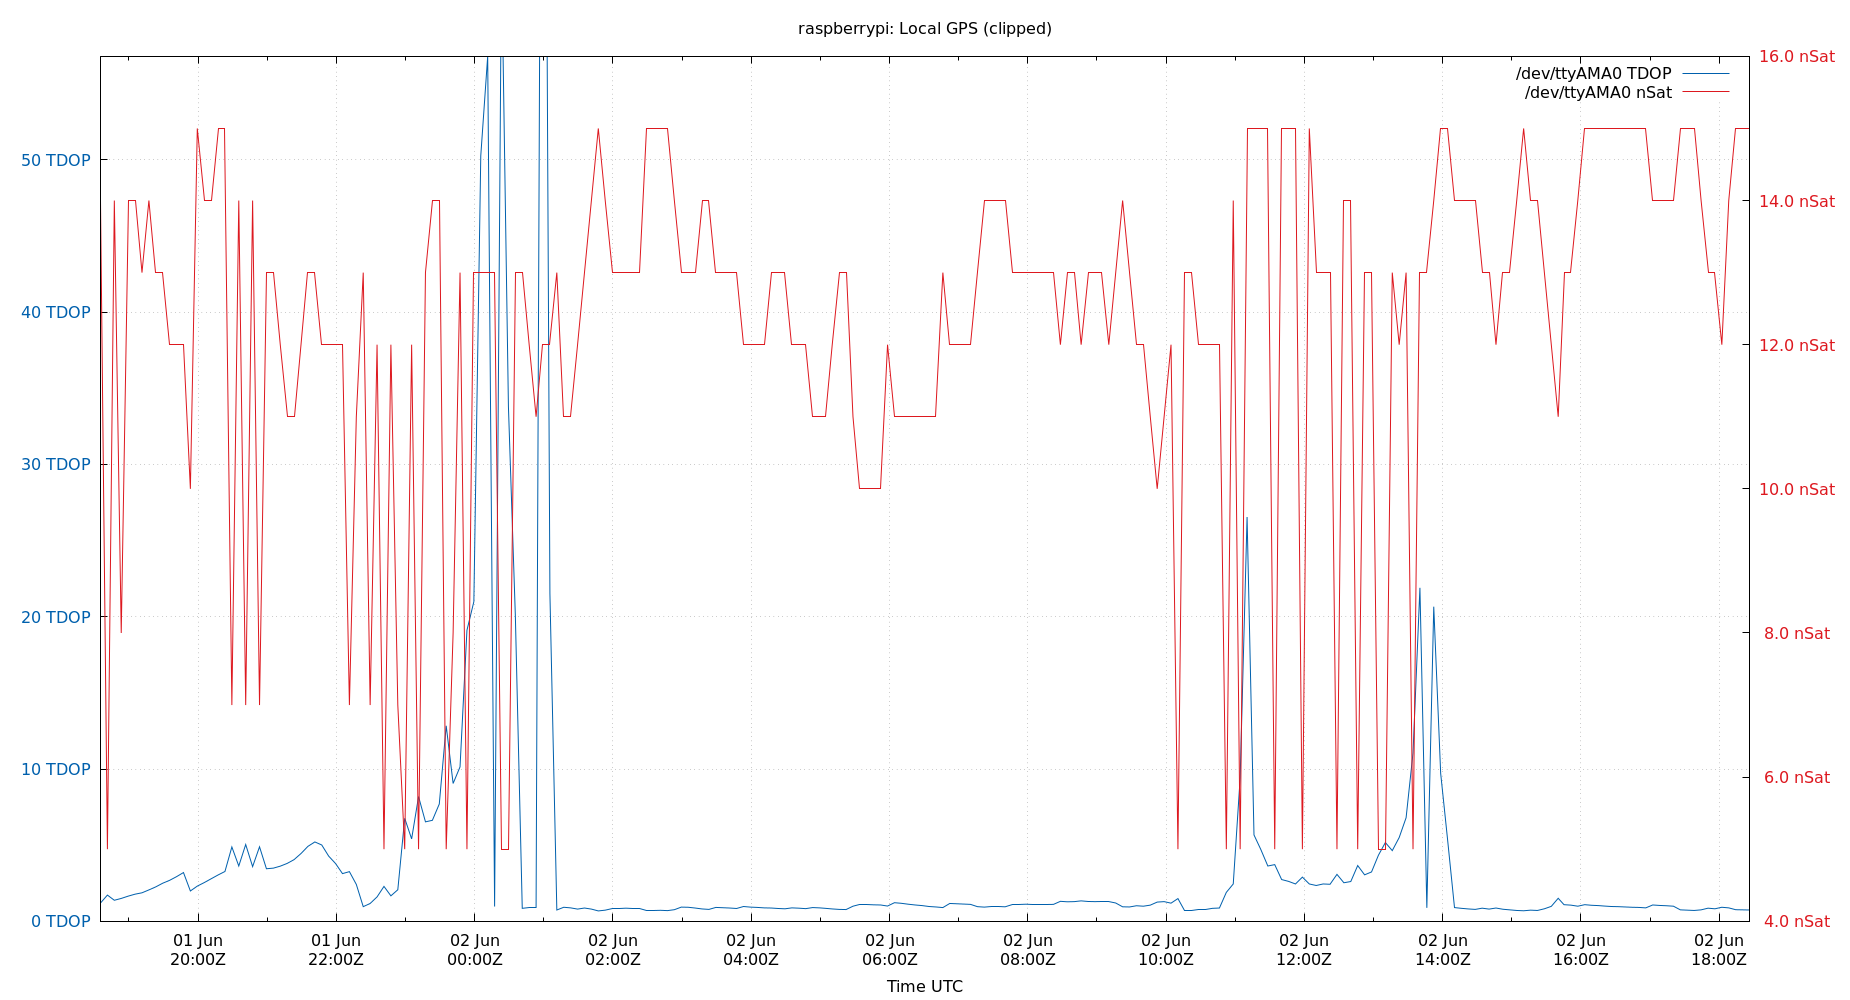 raspberrypi: Local GPS (clipped)
/dev/ttyAMA0 TDOP
/dev/ttyAMA0 nSat
50 TDOP
40 TDOP
30 TDOP
20 TDOP
10 TDOP
0 TDOP
16.0 nSat
14.0 nSat
12.0 nSat
10.0 nSat
8.0 nSat
6.0 nSat
4.0 nSat
01 Jun
20:00Z
01 Jun
22:00Z
02 Jun
00:00Z
02 Jun
02:00Z
02 Jun
04:00Z
02 Jun
06:00Z
02 Jun
08:00Z
02 Jun
10:00Z
02 Jun
12:00Z
02 Jun
14:00Z
02 Jun
16:00Z
02 Jun
18:00Z
Time UTC